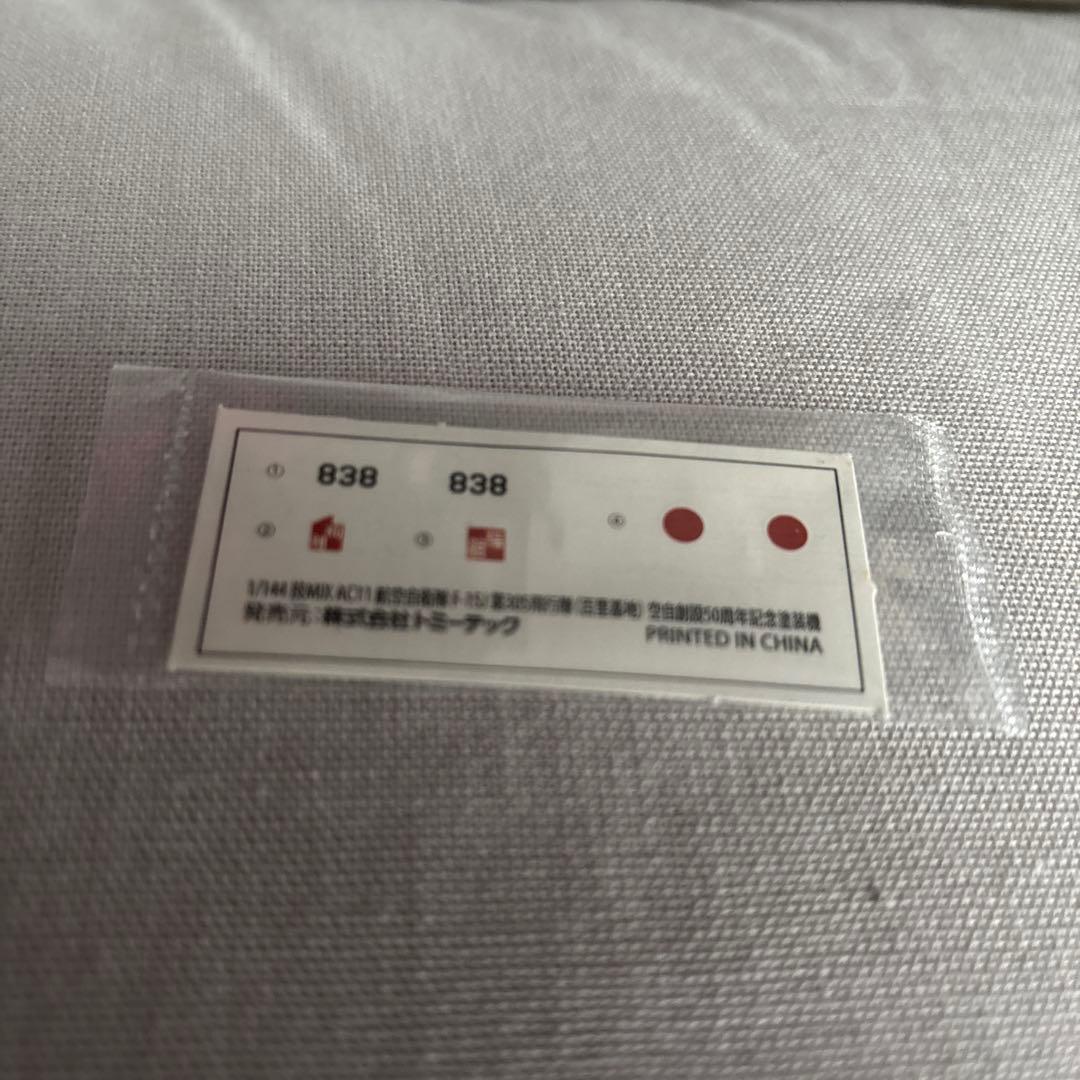 ① 838 838
② ③ ④
1/144 技MIX AC11 航空自衛隊 F-15J 第305飛行隊 (百里基地) 空自創設50周年記念塗装機
発売元:株式会社トミーテック
PRINTED IN CHINA